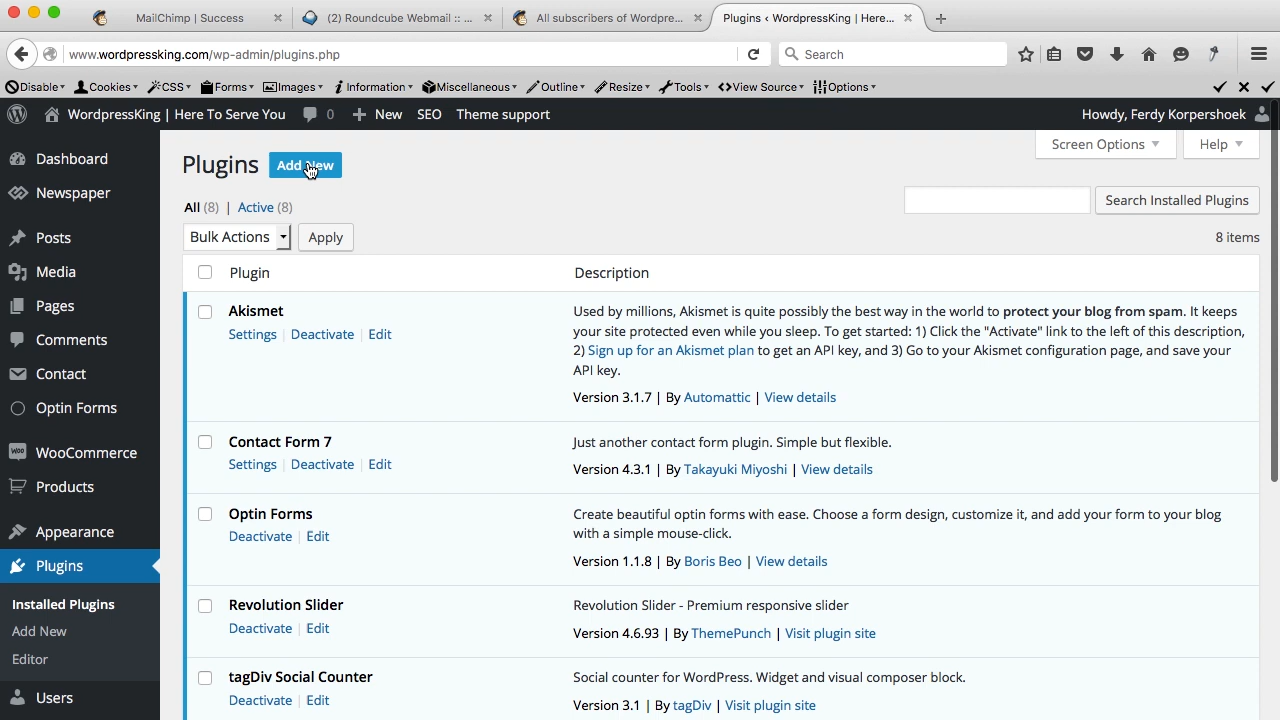 MailChimp | Success
(2) Roundcube Webmail :: ...
All subscribers of Wordpre...
Plugins ‹ WordpressKing | Here...
www.wordpressking.com/wp-admin/plugins.php
Search
Disable
Cookies
CSS
Forms
Images
Information
Miscellaneous
Outline
Resize
Tools
View Source
Options
WordpressKing | Here To Serve You
0
New
SEO
Theme support
Howdy, Ferdy Korpershoek
Dashboard
Newspaper
Posts
Media
Pages
Comments
Contact
Optin Forms
WooCommerce
Products
Appearance
Plugins
Installed Plugins
Add New
Editor
Users
Screen Options
Help
Plugins
Add New
All (8) | Active (8)
Search Installed Plugins
Bulk Actions
Apply
8 items
Plugin
Description
Akismet
Settings | Deactivate | Edit
Used by millions, Akismet is quite possibly the best way in the world to protect your blog from spam. It keeps
your site protected even while you sleep. To get started: 1) Click the "Activate" link to the left of this description,
2) Sign up for an Akismet plan to get an API key, and 3) Go to your Akismet configuration page, and save your
API key.
Version 3.1.7 | By Automattic | View details
Contact Form 7
Settings | Deactivate | Edit
Just another contact form plugin. Simple but flexible.
Version 4.3.1 | By Takayuki Miyoshi | View details
Optin Forms
Deactivate | Edit
Create beautiful optin forms with ease. Choose a form design, customize it, and add your form to your blog
with a simple mouse-click.
Version 1.1.8 | By Boris Beo | View details
Revolution Slider
Deactivate | Edit
Revolution Slider - Premium responsive slider
Version 4.6.93 | By ThemePunch | Visit plugin site
tagDiv Social Counter
Deactivate | Edit
Social counter for WordPress. Widget and visual composer block.
Version 3.1 | By tagDiv | Visit plugin site